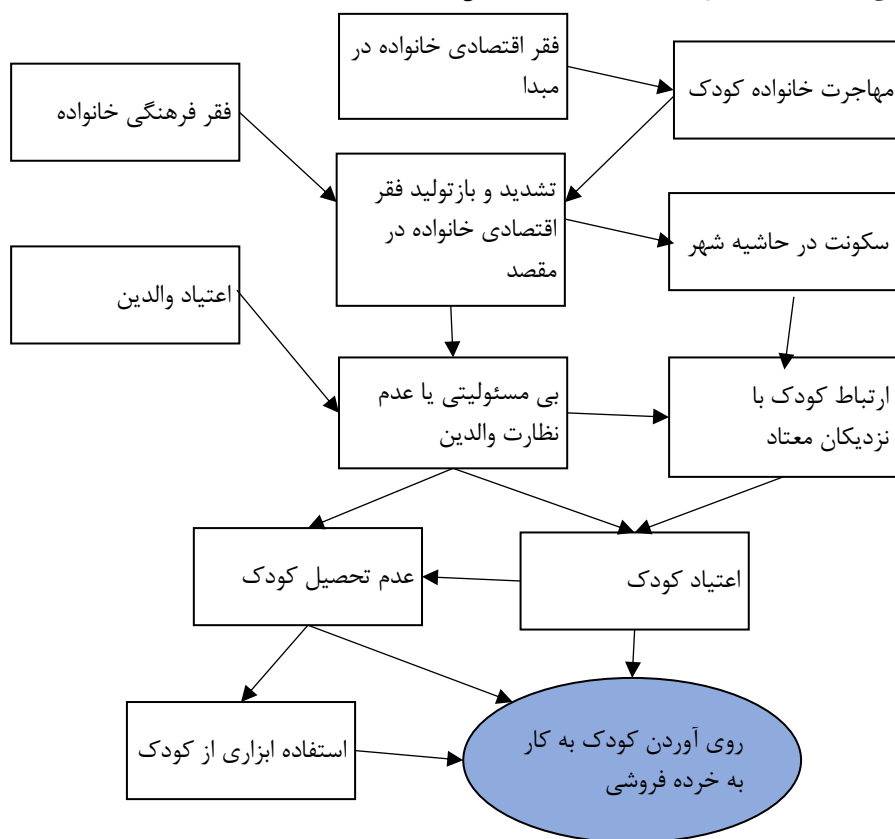 فقر اقتصادی خانواده در
مبدا
مهاجرت خانواده کودک
فقر فرهنگی خانواده
تشدید و بازتولید فقر
اقتصادی خانواده در
مقصد
سکونت در حاشیه شهر
اعتیاد والدین
بی مسئولیتی یا عدم
نظارت والدین
ارتباط کودک با
نزدیکان معتاد
عدم تحصیل کودک
اعتیاد کودک
استفاده ابزاری از کودک
روی آوردن کودک به کار
به خرده فروشی